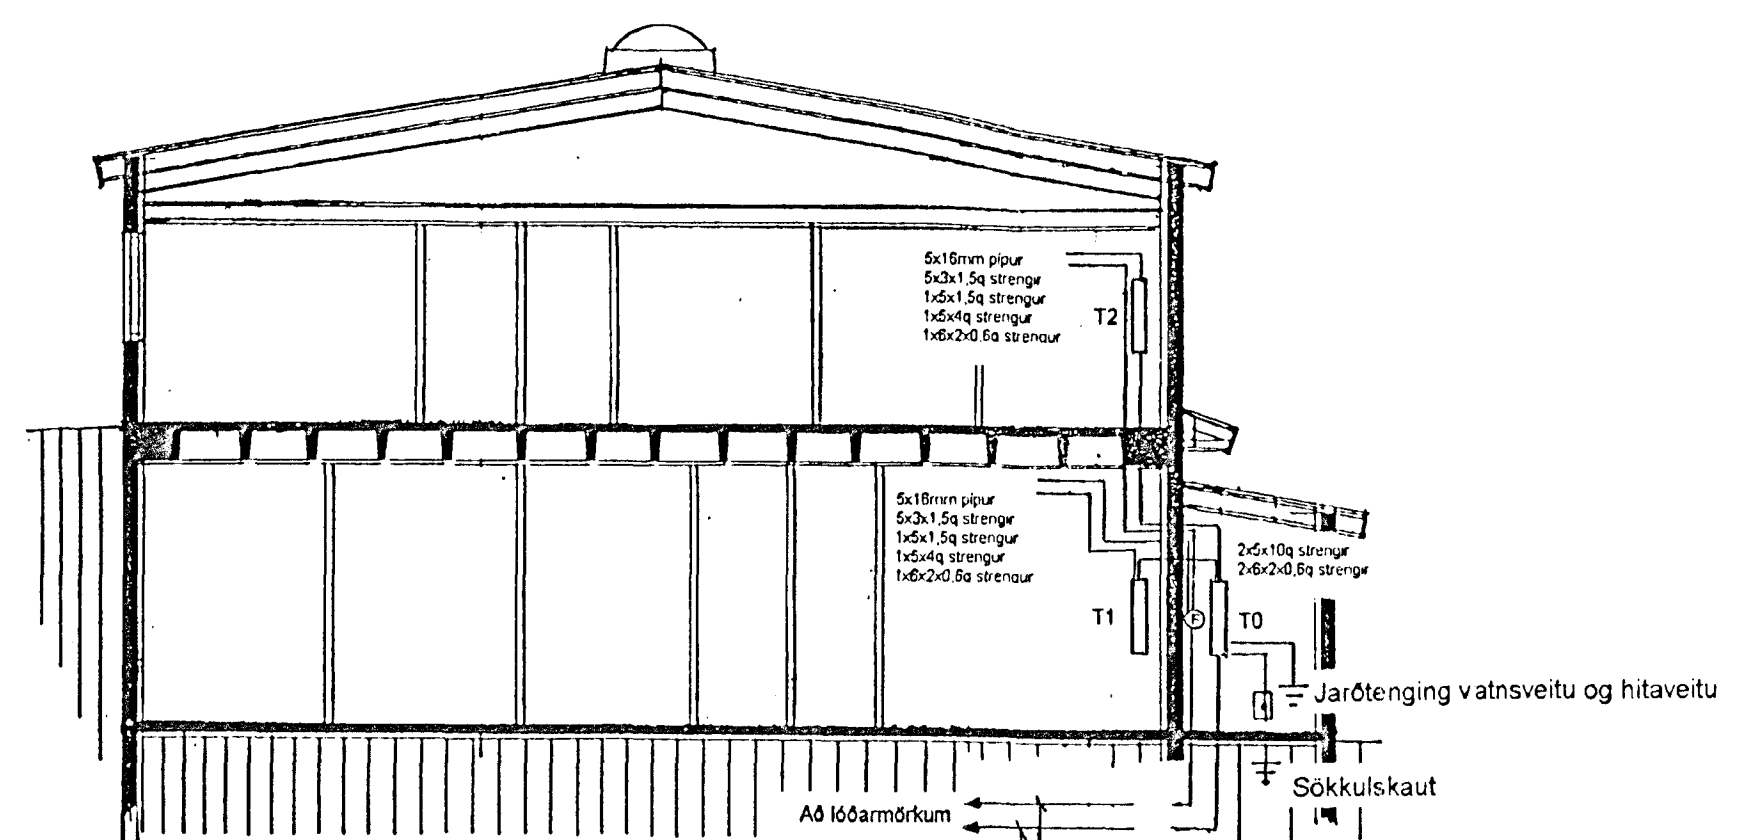 5x16mm pípur
5x3x1,5q strengir
1x5x1,5q strengur
1x5x4q strengur
1x6x2x0,6q strengur
T2
5x16mm pípur
5x3x1,5q strengir
1x5x1,5q strengur
1x5x4q strengur
1x6x2x0,6q strengur
T1
2x5x10q strengir
2x6x2x0,6q strengir
F
T0
Jarðtenging vatnsveitu og hitaveitu
Sökkulskaut
Að lóðarmörkum